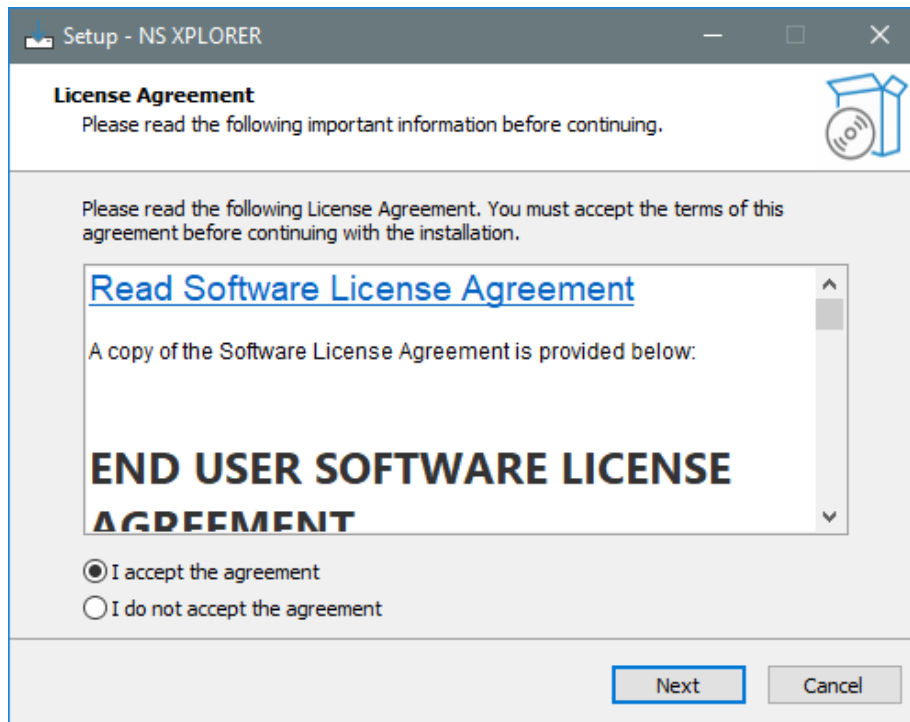 Setup - NS XPLORER
License Agreement
Please read the following important information before continuing.
Please read the following License Agreement. You must accept the terms of this
agreement before continuing with the installation.
Read Software License Agreement
A copy of the Software License Agreement is provided below:
END USER SOFTWARE LICENSE
AGREEMENT
I accept the agreement
I do not accept the agreement
Next
Cancel